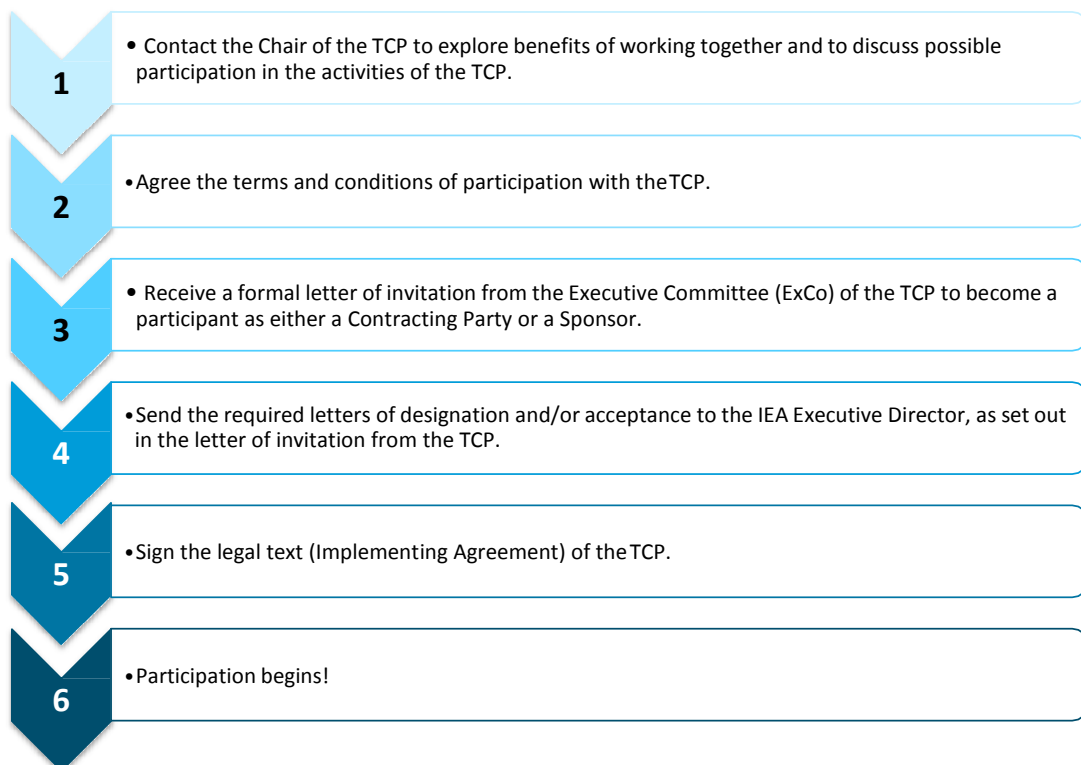 1
• Contact the Chair of the TCP to explore benefits of working together and to discuss possible
participation in the activities of the TCP.
2
•Agree the terms and conditions of participation with theTCP.
3
• Receive a formal letter of invitation from the Executive Committee (ExCo) of the TCP to become a
participant as either a Contracting Party or a Sponsor.
4
•Send the required letters of designation and/or acceptance to the IEA Executive Director, as set out
in the letter of invitation from the TCP.
5
•Sign the legal text (Implementing Agreement) of theTCP.
6
•Participation begins!